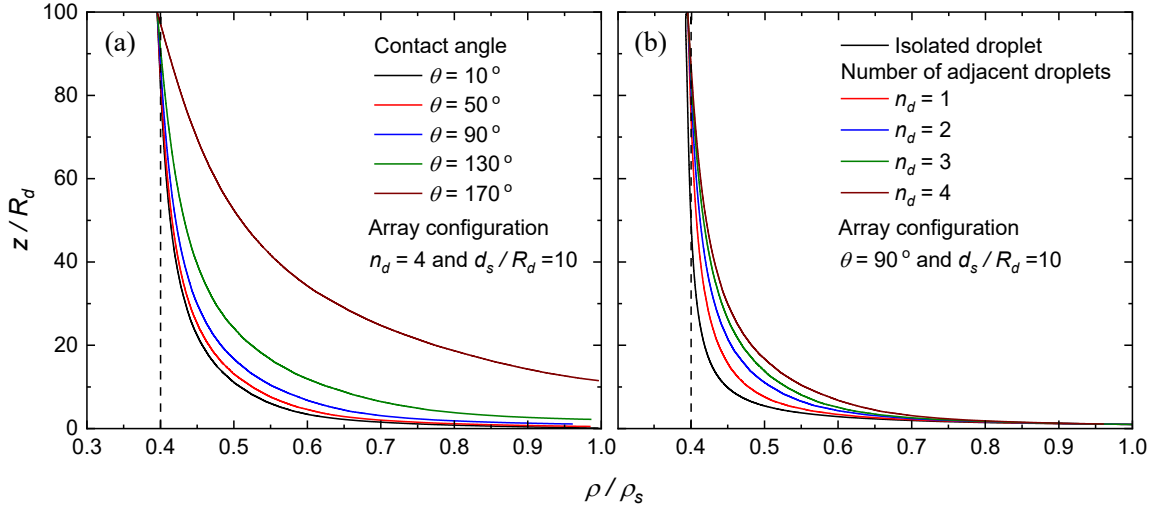 100
80
60
40
20
0
z / R_d
(a)
Contact angle
θ = 10 °
θ = 50 °
θ = 90 °
θ = 130 °
θ = 170 °
Array configuration
n_d = 4 and d_s / R_d =10
0.3 0.4 0.5 0.6 0.7 0.8 0.9 1.0
(b)
Isolated droplet
Number of adjacent droplets
n_d = 1
n_d = 2
n_d = 3
n_d = 4
Array configuration
θ = 90 ° and d_s / R_d =10
0.4 0.5 0.6 0.7 0.8 0.9 1.0
ρ / ρ_s